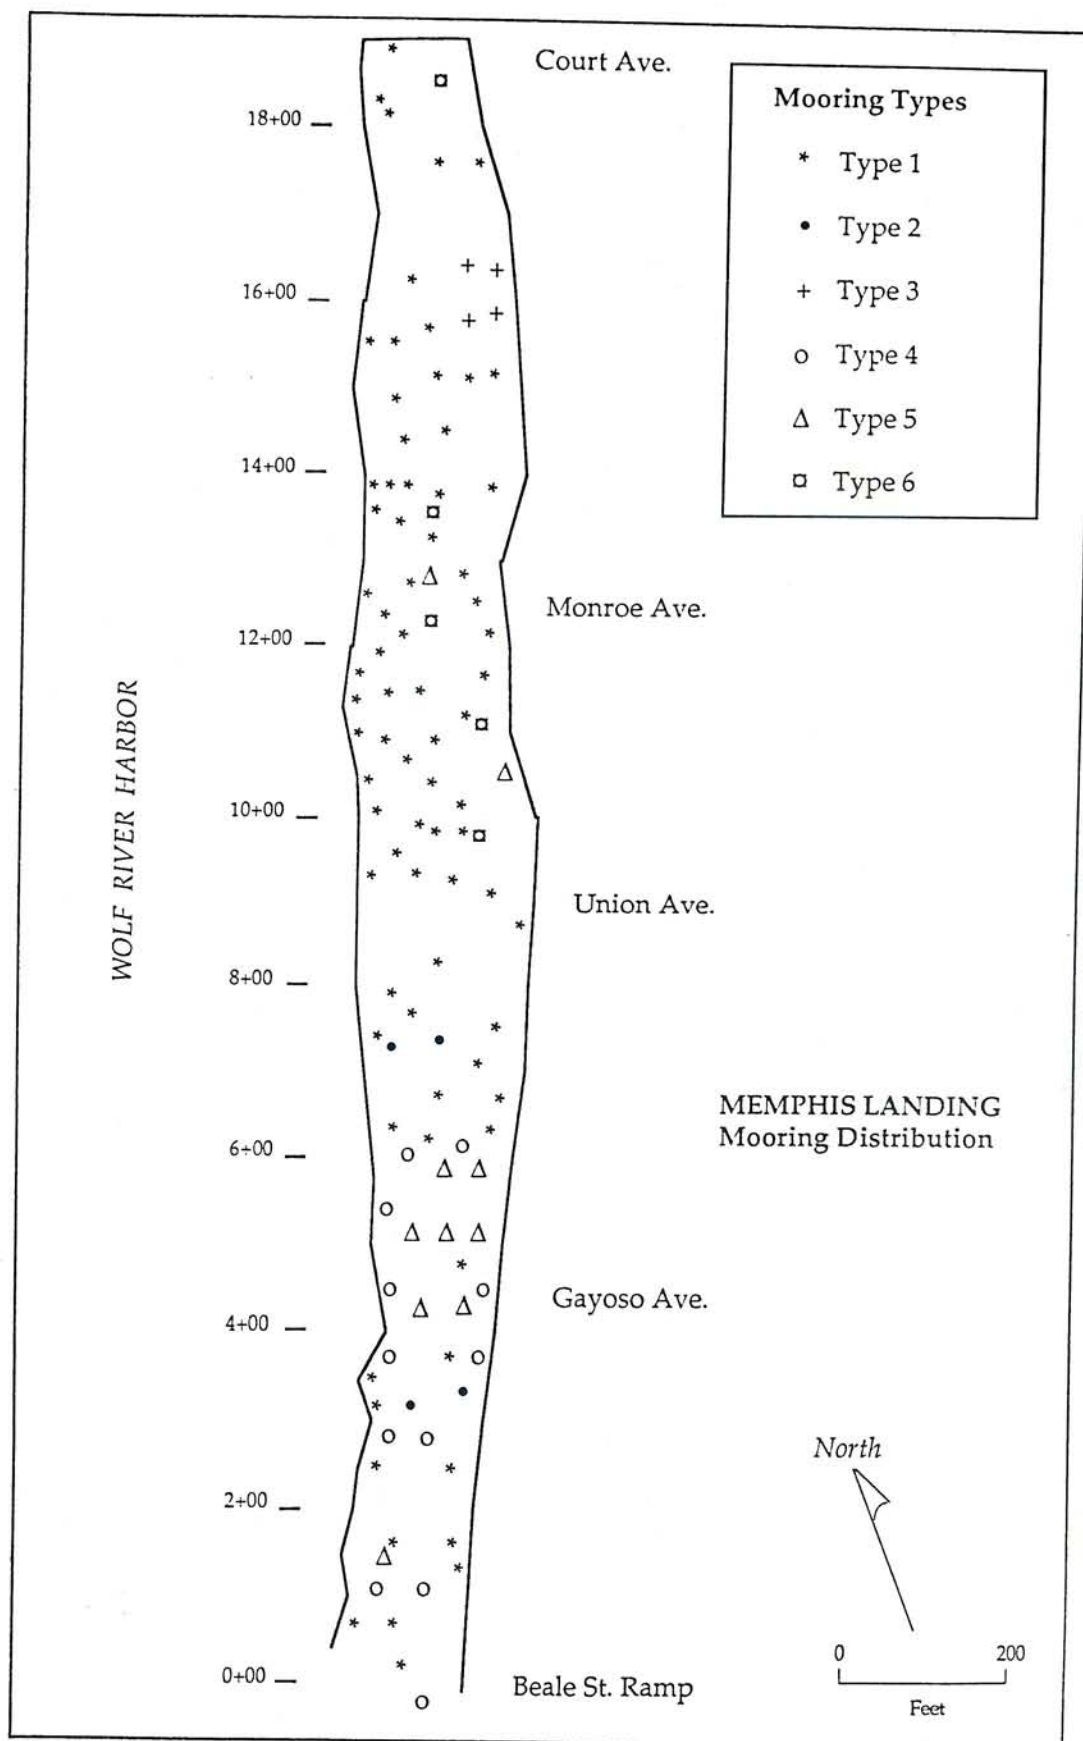 Court Ave.
Mooring Types
* Type 1
• Type 2
+ Type 3
o Type 4
Δ Type 5
¤ Type 6
18+00
16+00
14+00
12+00
10+00
8+00
6+00
4+00
2+00
0+00
Monroe Ave.
WOLF RIVER HARBOR
Union Ave.
MEMPHIS LANDING
Mooring Distribution
Gayoso Ave.
North
0 200
Feet
Beale St. Ramp